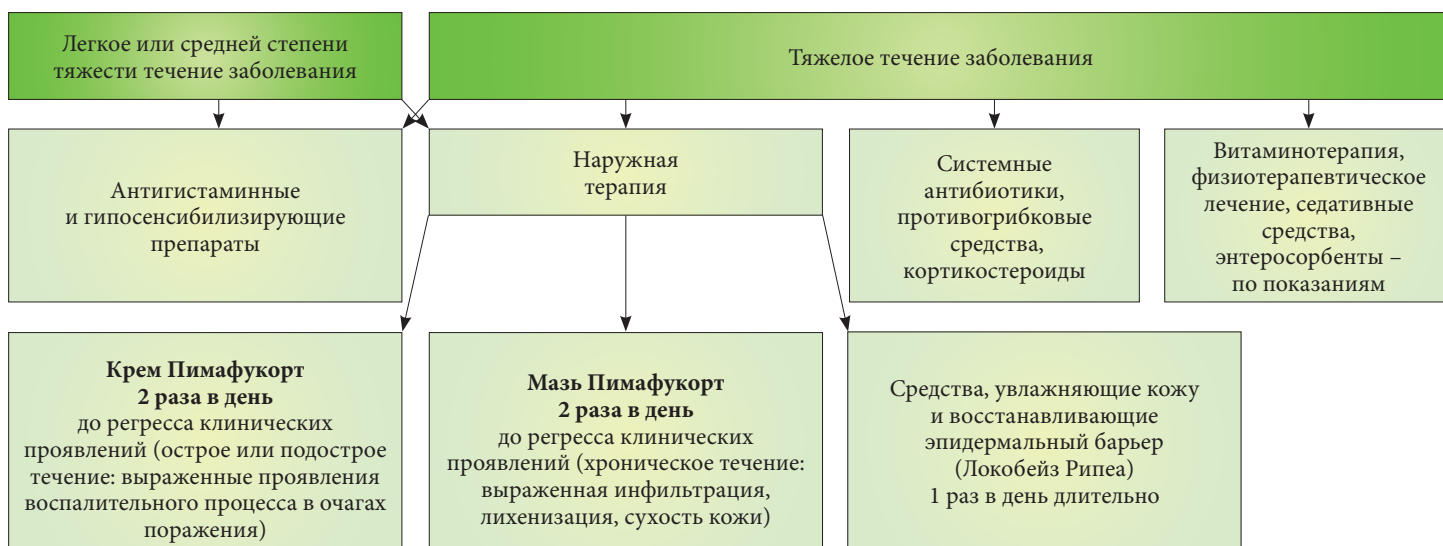 Легкое или средней степени
тяжести течение заболевания
Тяжелое течение заболевания
Антигистаминные
и гипосенсибилизирующие
препараты
Наружная
терапия
Системные
антибиотики,
противогрибковые
средства,
кортикостероиды
Витаминотерапия,
физиотерапевтическое
лечение, седативные
средства,
энтеросорбенты –
по показаниям
Крем Пимафукорт
2 раза в день
до регресса клинических
проявлений (острое или подострое
течение: выраженные проявления
воспалительного процесса в очагах
поражения)
Мазь Пимафукорт
2 раза в день
до регресса клинических
проявлений (хроническое течение:
выраженная инфильтрация,
лихенизация, сухость кожи)
Средства, увлажняющие кожу
и восстанавливающие
эпидермальный барьер
(Локобейз Рипеа)
1 раз в день длительно